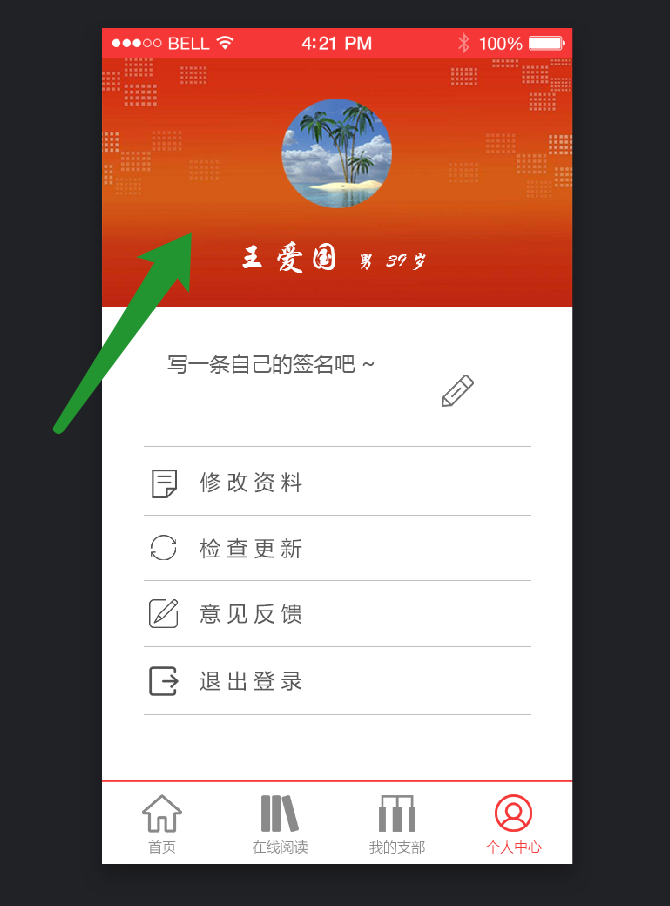 BELL 4:21 PM 100%
王爱国 男 39岁
写一条自己的签名吧 ~
修改资料
检查更新
意见反馈
退出登录
首页 在线阅读 我的支部 个人中心